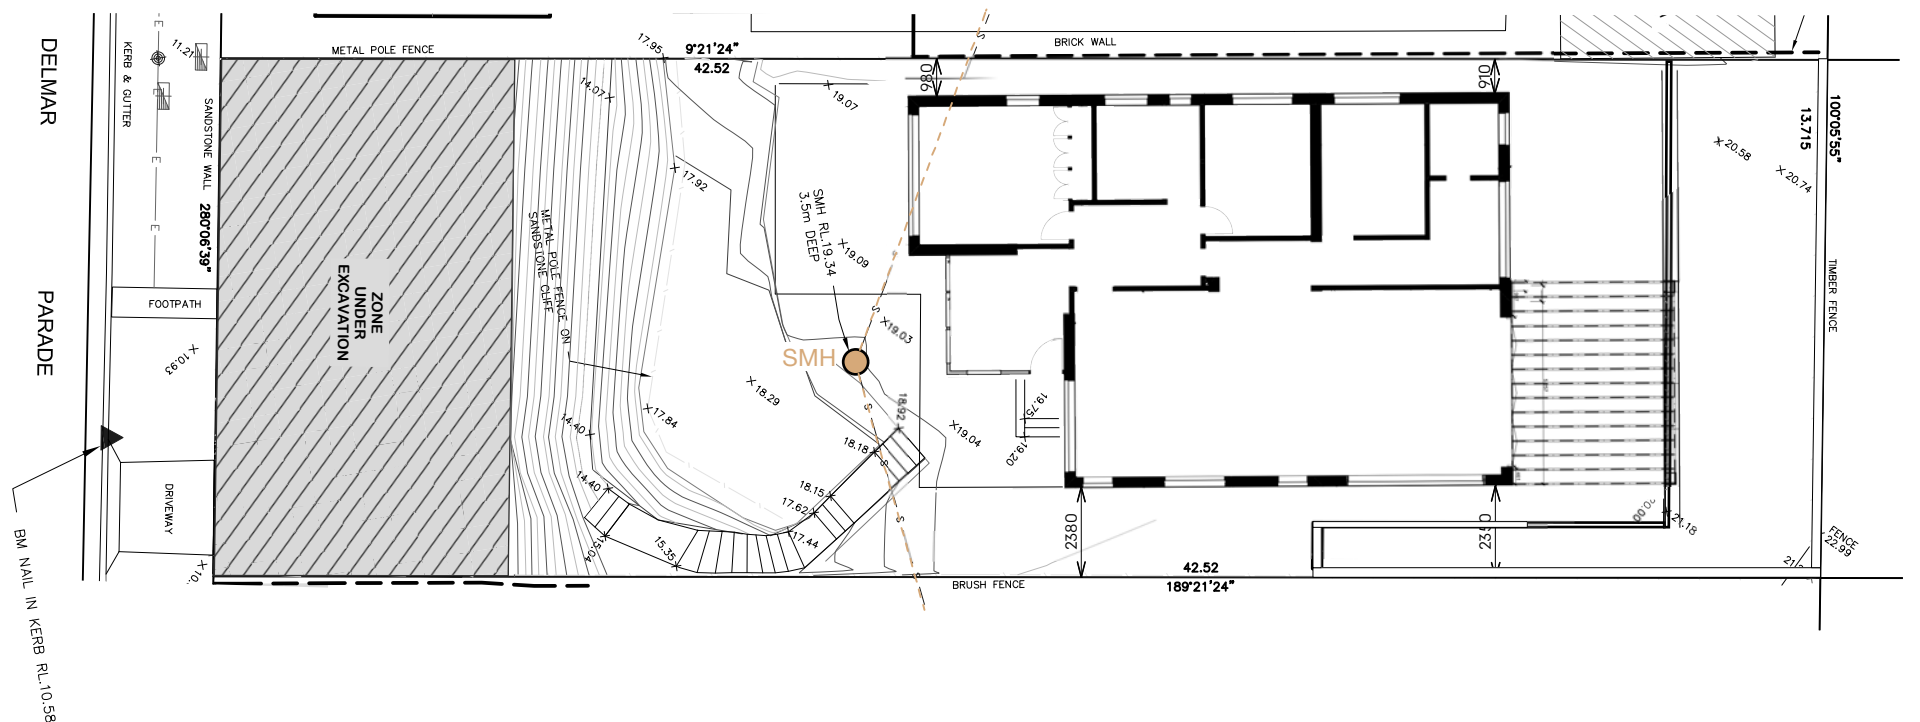 DELMAR
PARADE
KERB & GUTTER
11.21
E
E
E
SANDSTONE WALL
280°06'39"
FOOTPATH
10.93
DRIVEWAY
10.
BM NAIL IN KERB RL.10.58
METAL POLE FENCE
17.95
9°21'24"
42.52
BRICK WALL
ZONE
UNDER
EXCAVATION
METAL POLE FENCE ON
SANDSTONE CLIFF
14.07
17.92
19.07
SMH RL.19.34
3.5m DEEP
19.09
19.03
SMH
S
S
S
S
S
S
18.29
17.84
14.40
14.40
18.92
18.18
18.15
17.62
17.44
15.04
15.35
19.04
19.75
19.20
980
910
2380
2350
BRUSH FENCE
42.52
189°21'24"
20.58
20.74
100°05'55"
13.715
TIMBER FENCE
21.18
FENCE
22.99